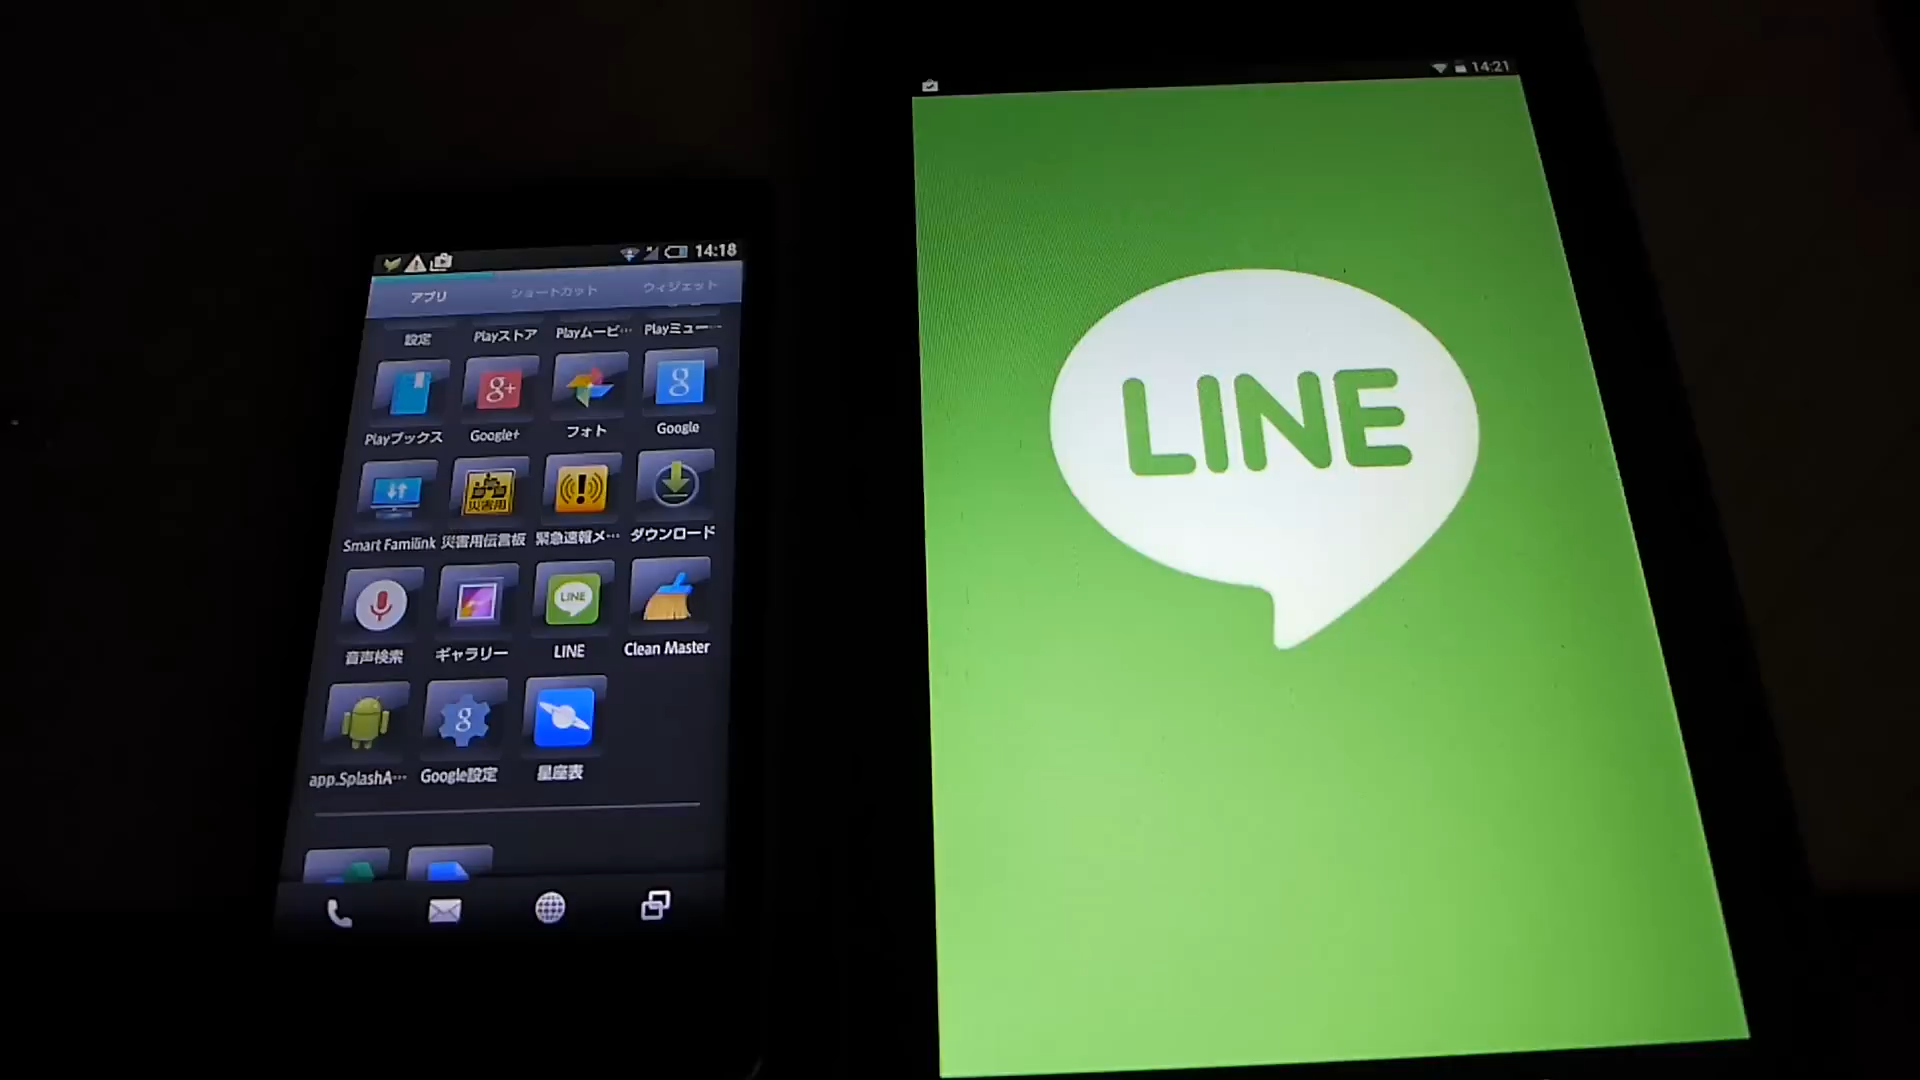 14:18
アプリ ショートカット ウィジェット
設定 Playストア Playムービ… Playミュー…
g+ g
Playブックス Google+ フォト Google
災害用
Smart Familink 災害用伝言板 緊急速報メ… ダウンロード
LINE
音声検索 ギャラリー LINE Clean Master
g
app.SplashA… Google設定 星座表
14:21
LINE